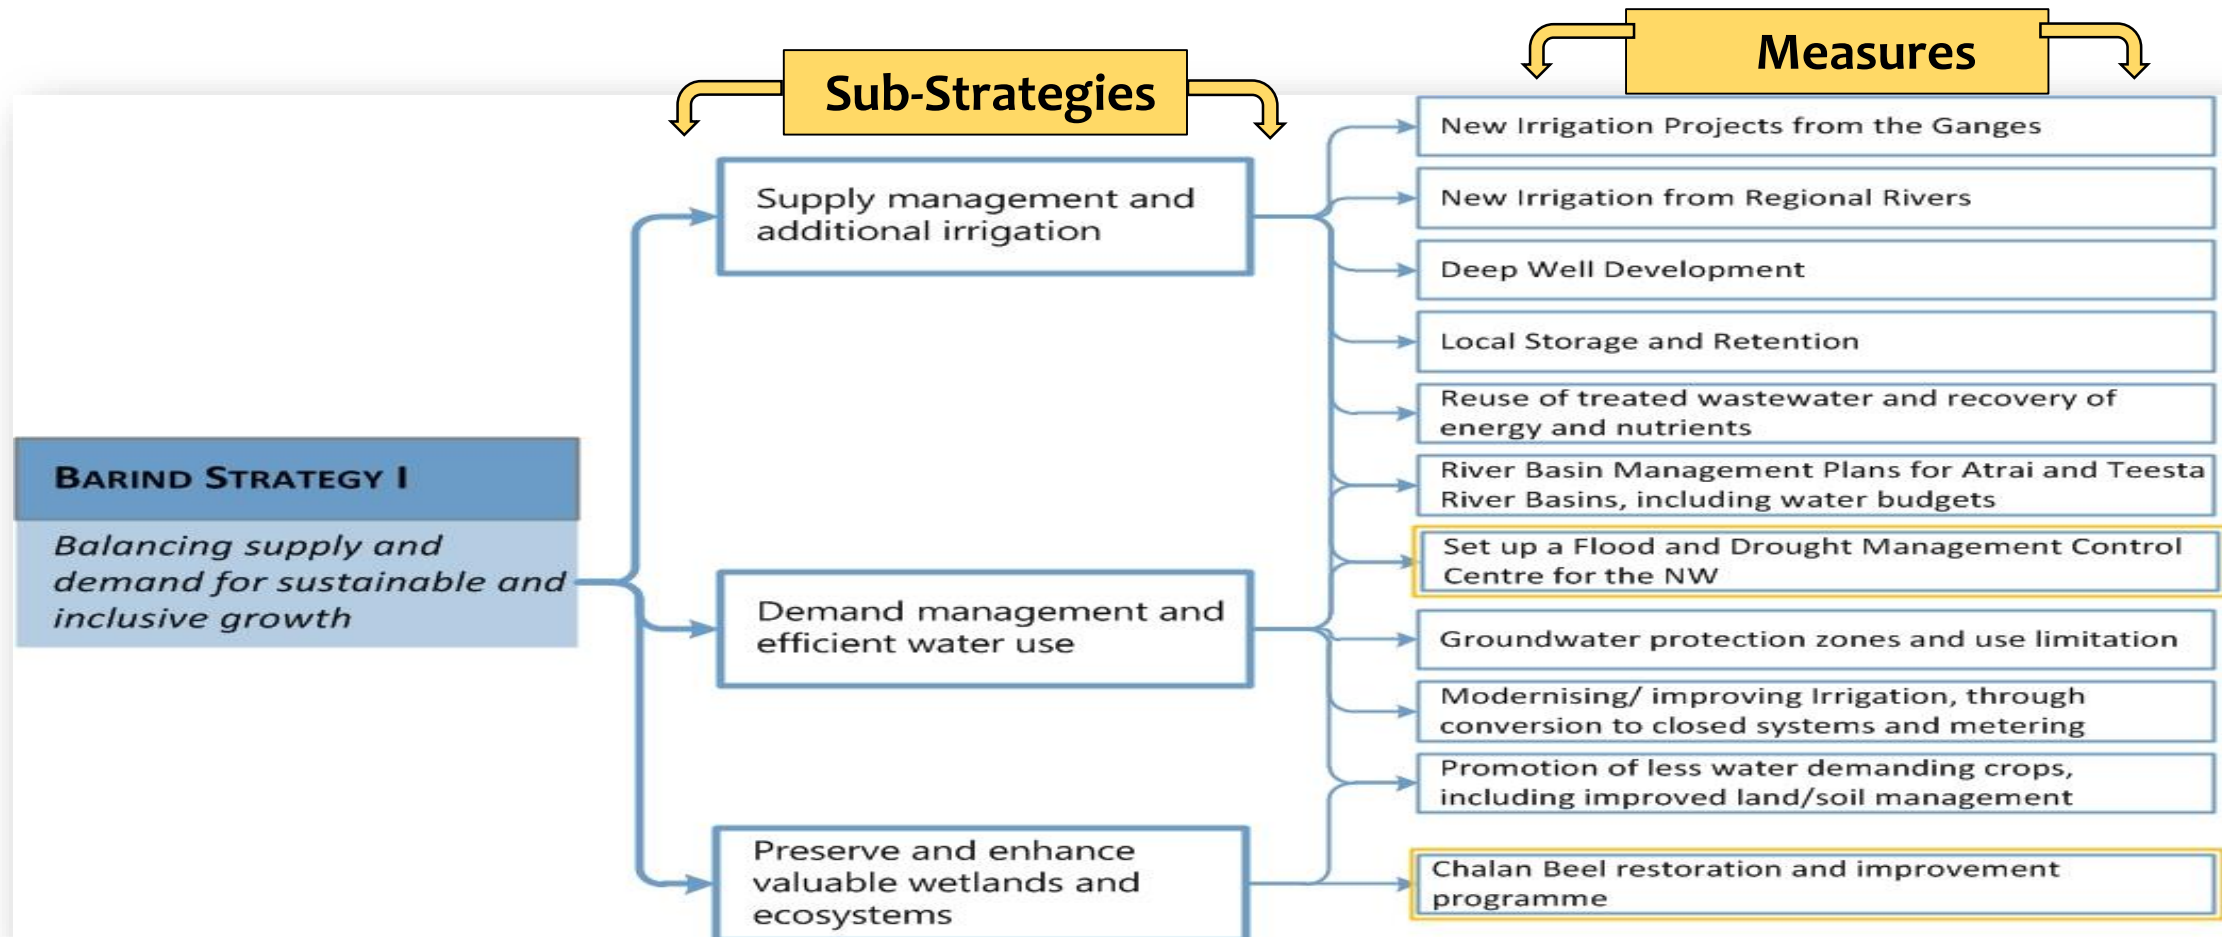 Measures
Sub-Strategies
New Irrigation Projects from the Ganges
New Irrigation from Regional Rivers
Supply management and
additional irrigation
Deep Well Development
Local Storage and Retention
Reuse of treated wastewater and recovery of
energy and nutrients
BARIND STRATEGY I
Balancing supply and
demand for sustainable and
inclusive growth
River Basin Management Plans for Atrai and Teesta
River Basins, including water budgets
Set up a Flood and Drought Management Control
Centre for the NW
Demand management and
efficient water use
Groundwater protection zones and use limitation
Modernising/ improving Irrigation, through
conversion to closed systems and metering
Promotion of less water demanding crops,
including improved land/soil management
Preserve and enhance
valuable wetlands and
ecosystems
Chalan Beel restoration and improvement
programme